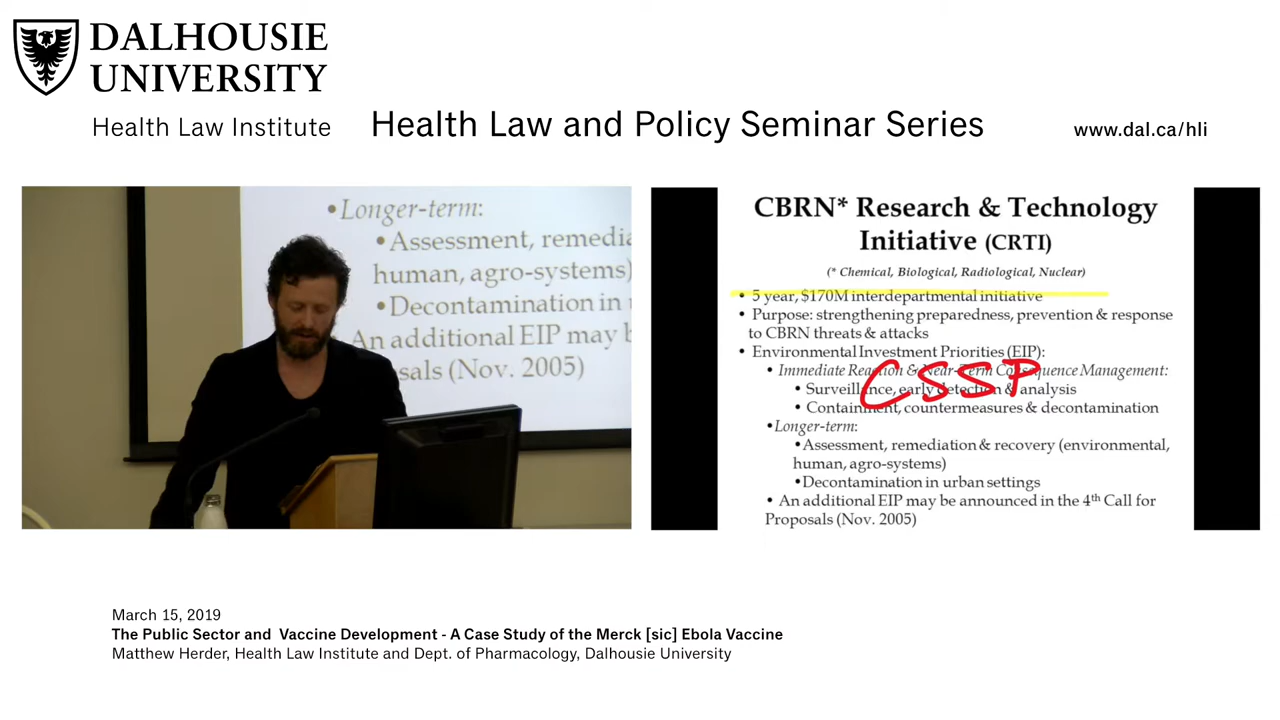 DALHOUSIE
UNIVERSITY
Health Law Institute
Health Law and Policy Seminar Series
www.dal.ca/hli
•Longer-term:
•Assessment, remedia
human, agro-systems)
•Decontamination in
An additional EIP may b
osals (Nov. 2005)
CBRN* Research & Technology
Initiative (CRTI)
(* Chemical, Biological, Radiological, Nuclear)
• 5 year, $170M interdepartmental initiative
• Purpose: strengthening preparedness, prevention & response
to CBRN threats & attacks
• Environmental Investment Priorities (EIP):
• Immediate Reaction & Near-Term Consequence Management:
• Surveillance, early detection & analysis
• Containment, countermeasures & decontamination
CSSP
•Longer-term:
•Assessment, remediation & recovery (environmental,
human, agro-systems)
•Decontamination in urban settings
• An additional EIP may be announced in the 4th Call for
Proposals (Nov. 2005)
March 15, 2019
The Public Sector and Vaccine Development - A Case Study of the Merck [sic] Ebola Vaccine
Matthew Herder, Health Law Institute and Dept. of Pharmacology, Dalhousie University